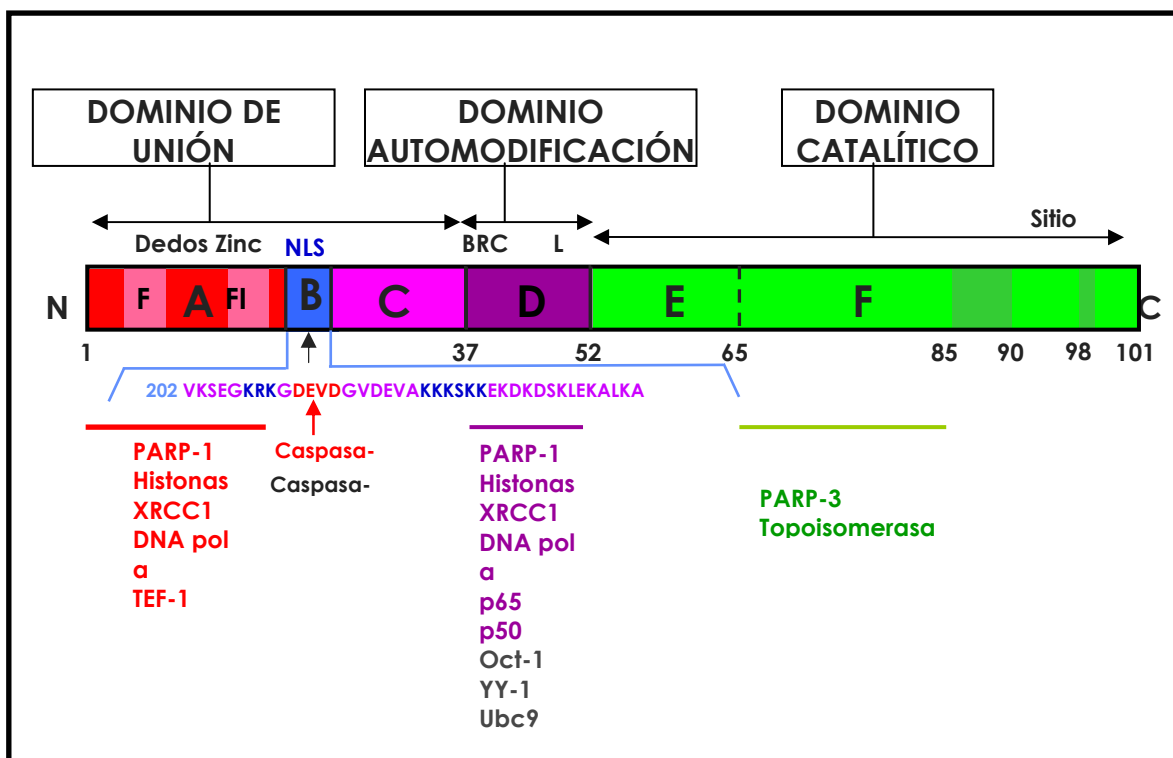 DOMINIO DE
UNIÓN
DOMINIO
AUTOMODIFICACIÓN
DOMINIO
CATALÍTICO
Sitio
Dedos Zinc
NLS
BRC
L
N
F
A
FI
B
C
D
E
F
C
1
37
52
65
85
90
98
101
202 VKSEGKRKGDEVDGVDEVAKKKSKKEKDKDSKLEKALKA
PARP-1
Histonas
XRCC1
DNA pol
a
TEF-1
Caspasa-
Caspasa-
PARP-1
Histonas
XRCC1
DNA pol
a
p65
p50
Oct-1
YY-1
Ubc9
PARP-3
Topoisomerasa